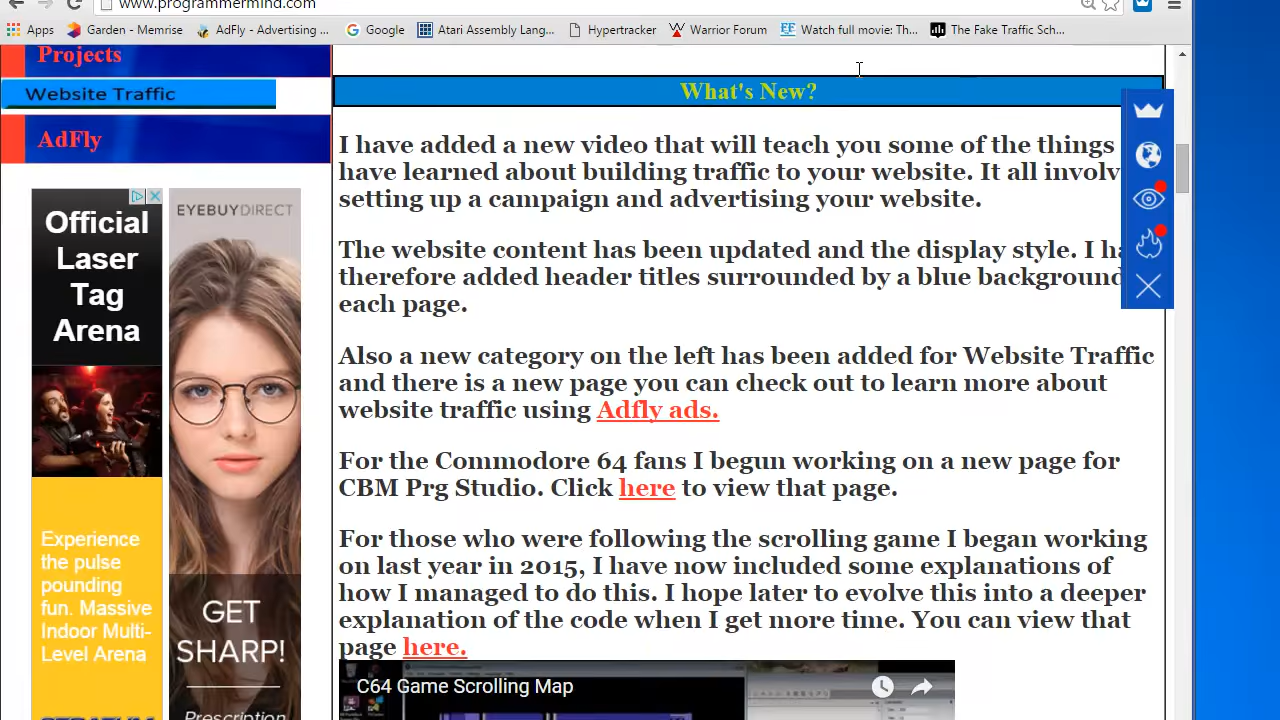 www.programmermind.com
Apps Garden - Memrise AdFly - Advertising ... Google Atari Assembly Lang... Hypertracker Warrior Forum Watch full movie: Th... The Fake Traffic Sch...
Projects
Website Traffic
AdFly
Official
Laser
Tag
Arena
Experience
the pulse
pounding
fun. Massive
Indoor Multi-
Level Arena
EYEBUYDIRECT
GET
SHARP!
Prescription
What's New?
I have added a new video that will teach you some of the things
have learned about building traffic to your website. It all involv
setting up a campaign and advertising your website.
The website content has been updated and the display style. I ha
therefore added header titles surrounded by a blue background
each page.
Also a new category on the left has been added for Website Traffic
and there is a new page you can check out to learn more about
website traffic using Adfly ads.
For the Commodore 64 fans I begun working on a new page for
CBM Prg Studio. Click here to view that page.
For those who were following the scrolling game I began working
on last year in 2015, I have now included some explanations of
how I managed to do this. I hope later to evolve this into a deeper
explanation of the code when I get more time. You can view that
page here.
C64 Game Scrolling Map